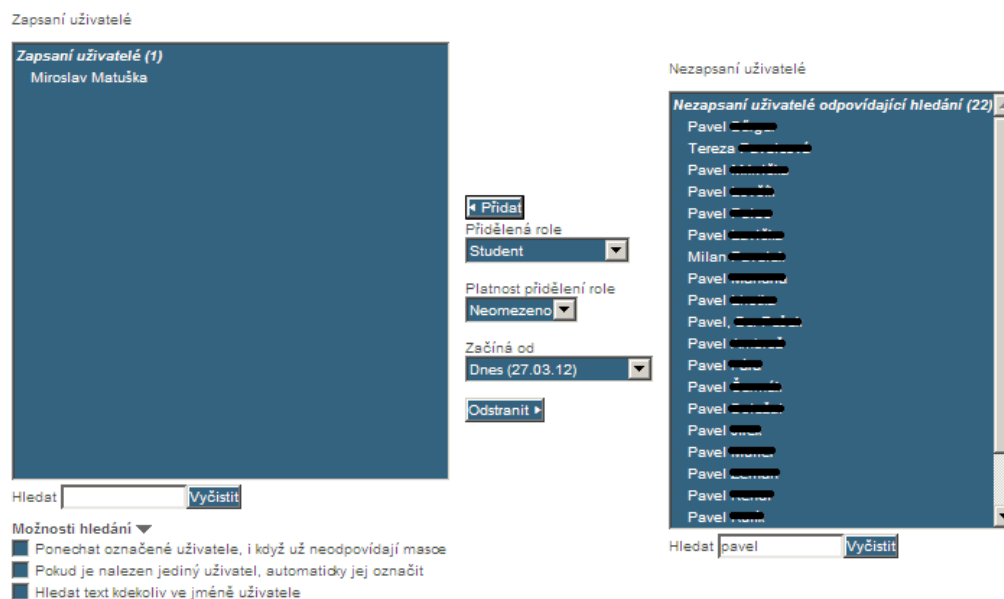 Zapsaní uživatelé
Zapsaní uživatelé (1)
Miroslav Matuška
Hledat
Vyčistit
Možnosti hledání
Ponechat označené uživatele, i když už neodpovídají masce
Pokud je nalezen jediný uživatel, automaticky jej označit
Hledat text kdekoliv ve jméně uživatele
Přidat
Přidělená role
Student
Platnost přidělení role
Neomezeno
Začíná od
Dnes (27.03.12)
Odstranit
Nezapsaní uživatelé
Nezapsaní uživatelé odpovídající hledání (22)
Pavel
Tereza
Pavel
Pavel
Pavel
Pavel
Milan
Pavel
Pavel
Pavel,
Pavel
Pavel
Pavel
Pavel
Pavel
Pavel
Pavel
Pavel
Pavel
Hledat pavel
Vyčistit